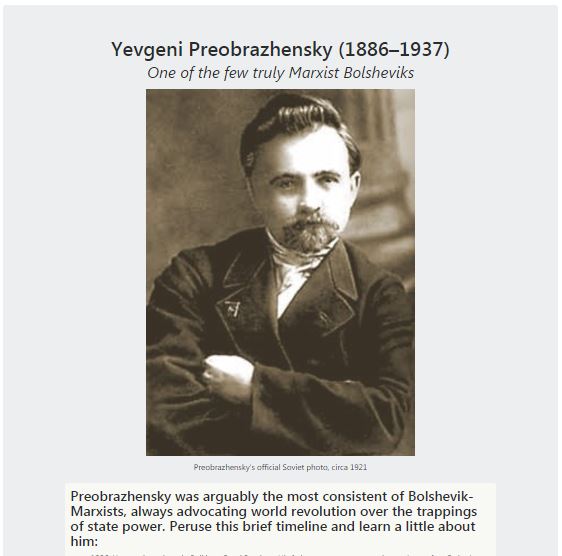 Yevgeni Preobrazhensky (1886–1937)
One of the few truly Marxist Bolsheviks
Preobrazhensky's official Soviet photo, circa 1921
Preobrazhensky was arguably the most consistent of Bolshevik-
Marxists, always advocating world revolution over the trappings
of state power. Peruse this brief timeline and learn a little about
him: